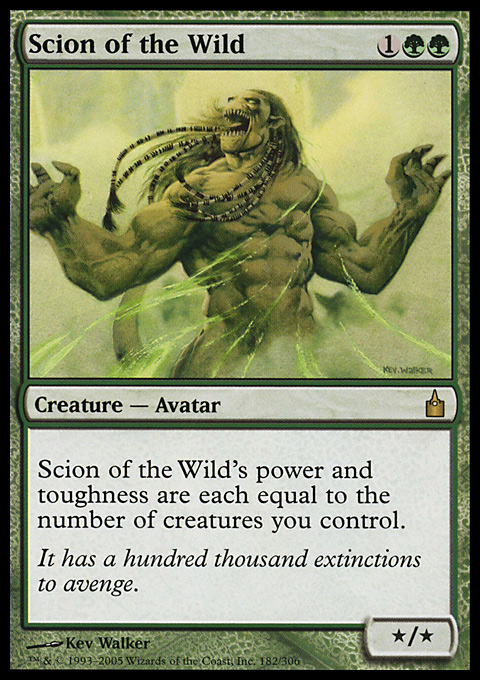 Scion of the Wild 1
KEV. WALKER
Creature — Avatar
Scion of the Wild's power and
toughness are each equal to the
number of creatures you control.
It has a hundred thousand extinctions
to avenge.
Kev Walker
★/★
™ & © 1993–2005 Wizards of the Coast, Inc. 182/306